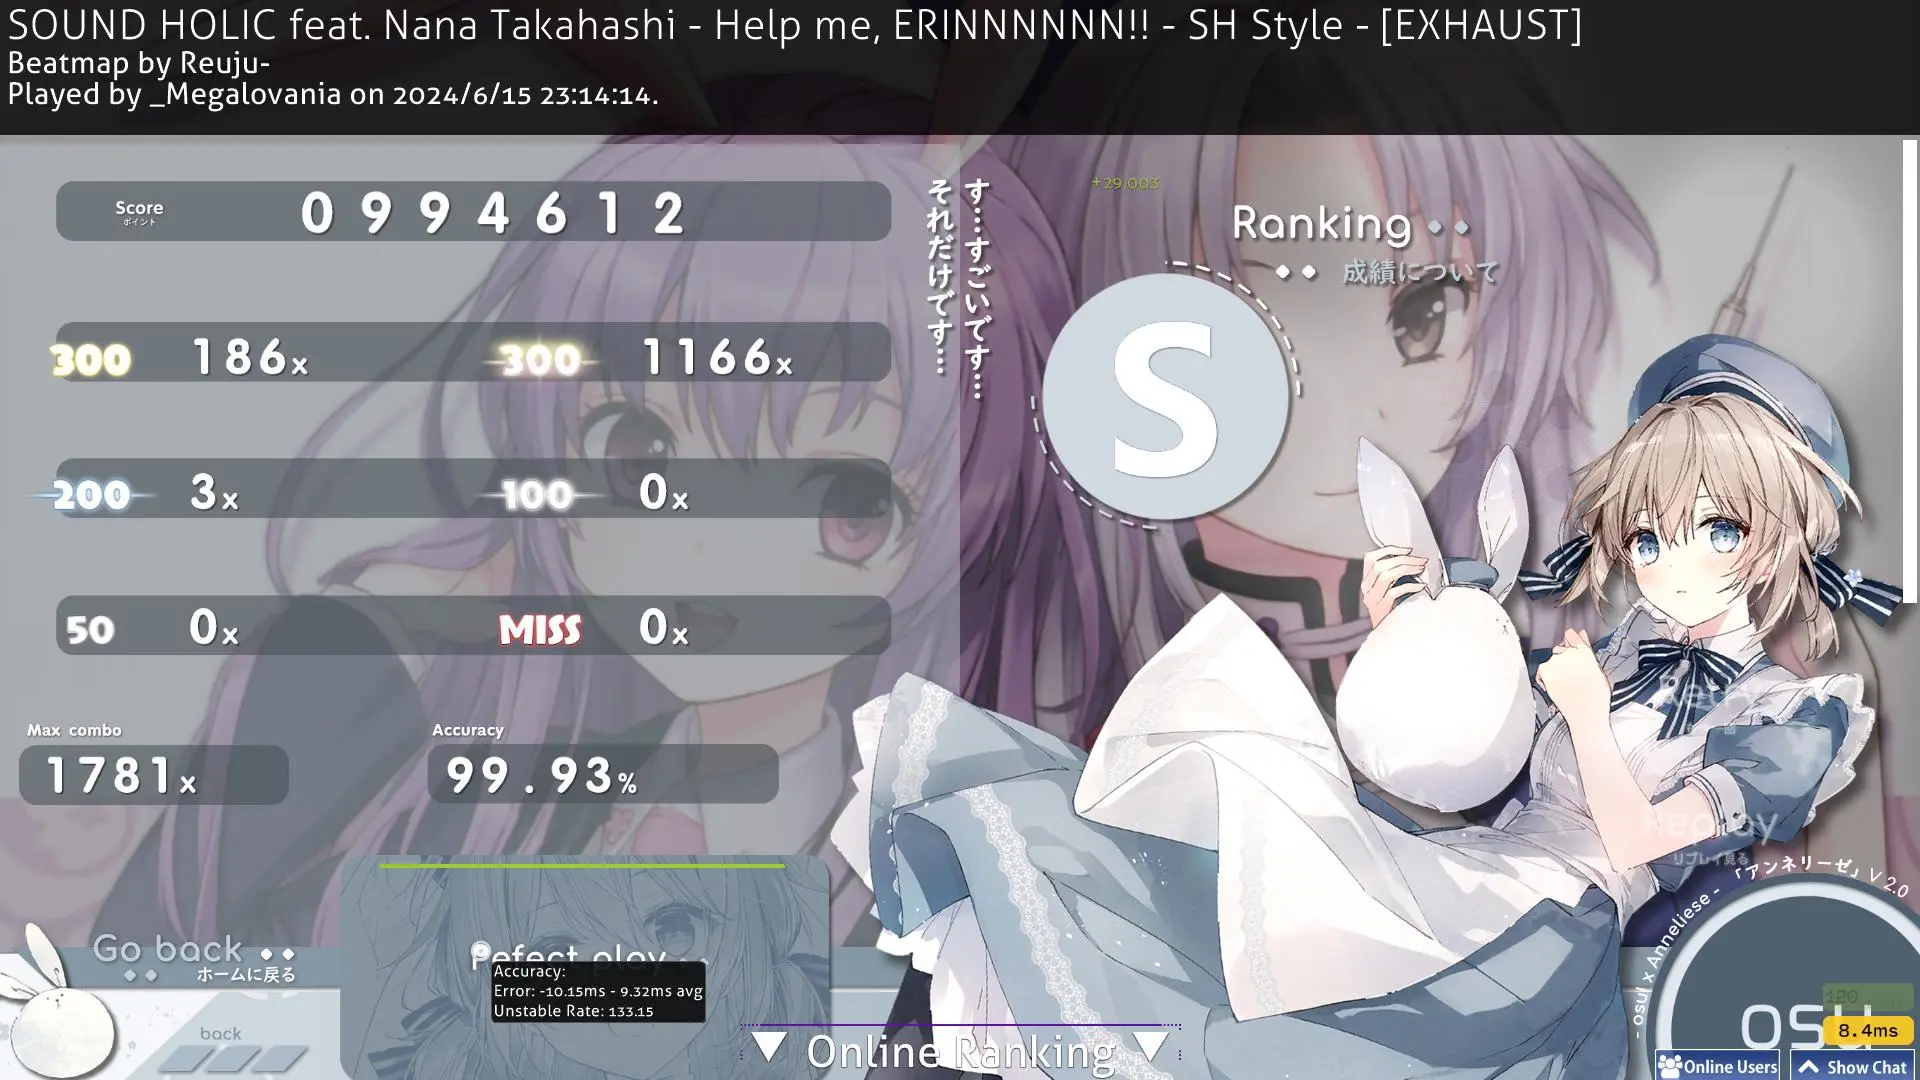 SOUND HOLIC feat. Nana Takahashi - Help me, ERINNNNNN!! - SH Style - [EXHAUST]
Beatmap by Reuju-
Played by _Megalovania on 2024/6/15 23:14:14.
Score 0994612
ポイント
300 186x 300 1166x
200 3x 100 0x
50 0x MISS 0x
Max combo Accuracy
1781x 99.93%
す…すごいです…
それだけです…
+29,003
Ranking
成績について
S
Retry
Replay
リプレイ見る
- osu! x Anneliese - 「アンネリーゼ」V 2.0
Go back
ホームに戻る
back
Pefect play
Accuracy:
Error: -10.15ms - 9.32ms avg
Unstable Rate: 133.15
Online Ranking
osu
120
8.4ms
Online Users
Show Chat